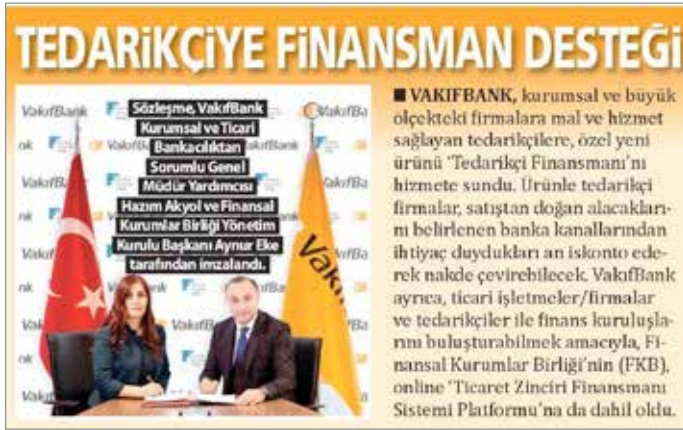 TEDARİKÇİYE FİNANSMAN DESTEĞİ
Sözleşme, VakıfBank
Kurumsal ve Ticari
Bankacılıktan
Sorumlu Genel
Müdür Yardımcısı
Hazım Akyol ve Finansal
Kurumlar Birliği Yönetim
Kurulu Başkanı Aynur Eke
tarafından imzalandı.
VakıfBank
VakıfBank
■ VAKIFBANK, kurumsal ve büyük
ölçekteki firmalara mal ve hizmet
sağlayan tedarikçilere, özel yeni
ürünü 'Tedarikçi Finansmanı'nı
hizmete sundu. Ürünle tedarikçi
firmalar, satıştan doğan alacakları-
nı belirlenen banka kanallarından
ihtiyaç duydukları an iskonto ede-
rek nakde çevirebilecek. VakıfBank
ayrıca, ticari işletmeler/firmalar
ve tedarikçiler ile finans kuruluşla-
rını buluşturabilmek amacıyla, Fi-
nansal Kurumlar Birliği'nin (FKB),
online 'Ticaret Zinciri Finansmanı
Sistemi Platformu'na da dahil oldu.